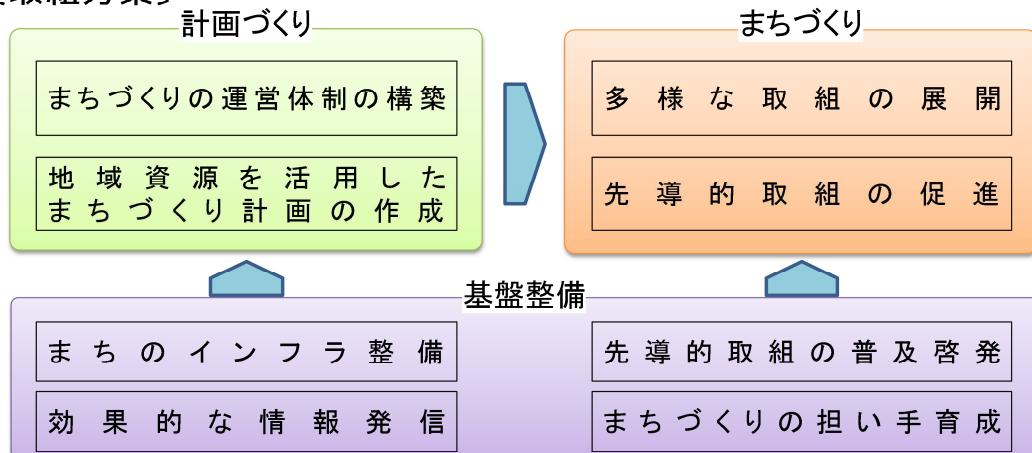 取組方策
計画づくり
まちづくりの運営体制の構築
地域資源を活用した
まちづくり計画の作成
まちづくり
多様な取組の展開
先導的取組の促進
基盤整備
まちのインフラ整備
効果的な情報発信
先導的取組の普及啓発
まちづくりの担い手育成